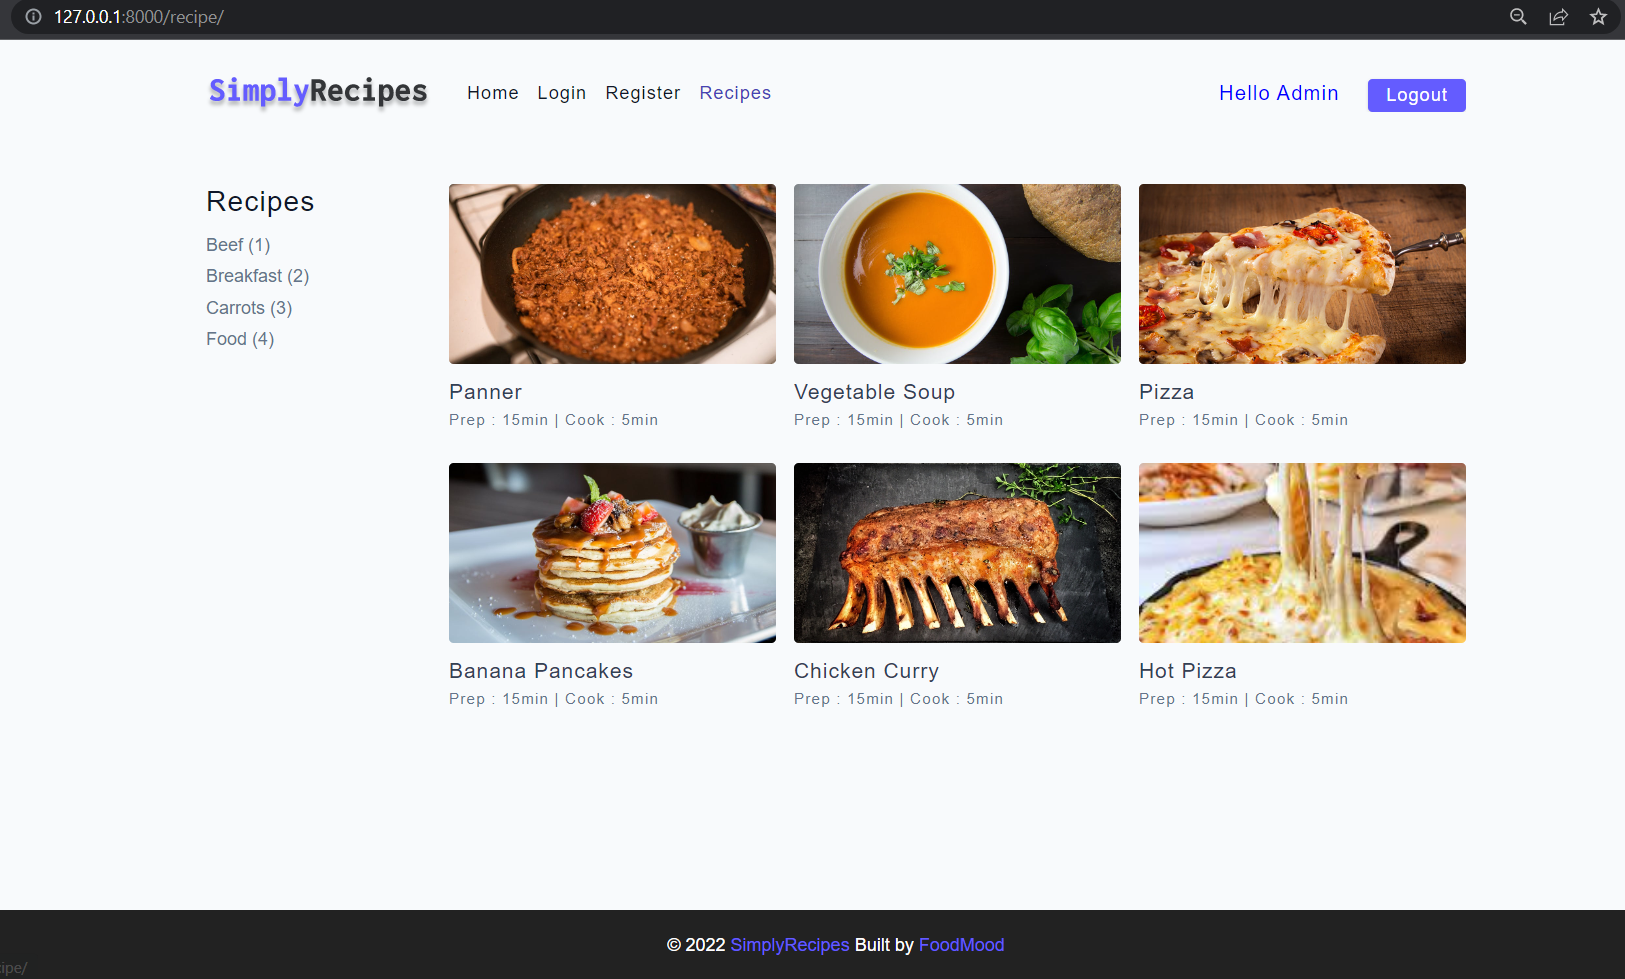 127.0.0.1:8000/recipe/
SimplyRecipes Home Login Register Recipes Hello Admin Logout
Recipes
Beef (1)
Breakfast (2)
Carrots (3)
Food (4)
Panner
Prep : 15min | Cook : 5min
Vegetable Soup
Prep : 15min | Cook : 5min
Pizza
Prep : 15min | Cook : 5min
Banana Pancakes
Prep : 15min | Cook : 5min
Chicken Curry
Prep : 15min | Cook : 5min
Hot Pizza
Prep : 15min | Cook : 5min
© 2022 SimplyRecipes Built by FoodMood
ipe/